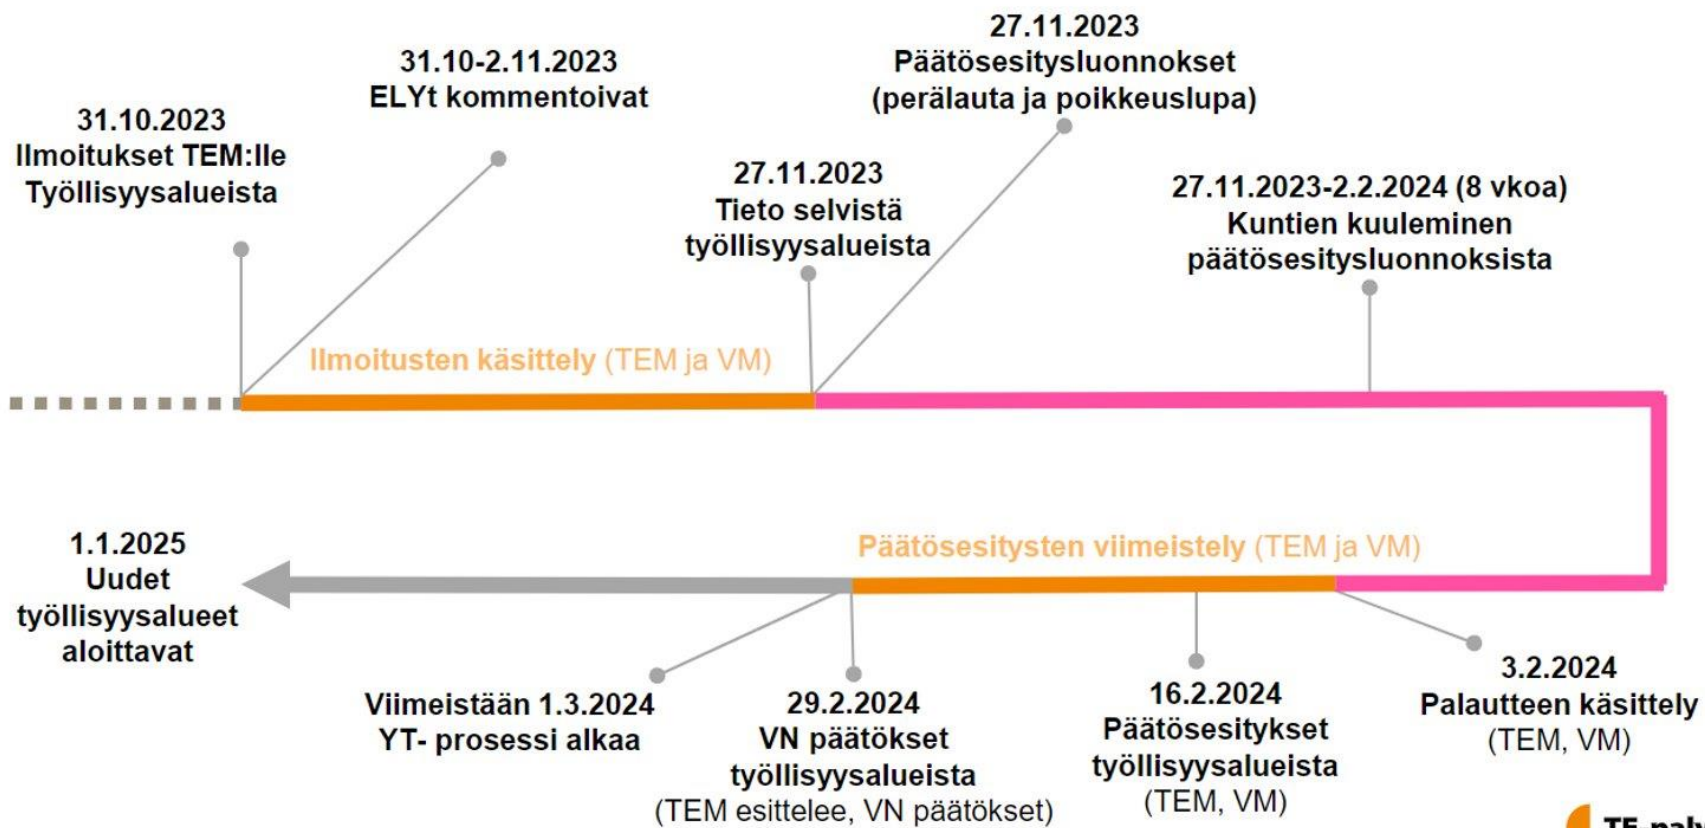 31.10.2023
Ilmoitukset TEM:lle
Työllisyysalueista
31.10-2.11.2023
ELYt kommentoivat
27.11.2023
Tieto selvistä
työllisyysalueista
27.11.2023
Päätösesitysluonnokset
(perälauta ja poikkeuslupa)
27.11.2023-2.2.2024 (8 vkoa)
Kuntien kuuleminen
päätösesitysluonnoksista
Ilmoitusten käsittely (TEM ja VM)
Päätösesitysten viimeistely (TEM ja VM)
3.2.2024
Palautteen käsittely
(TEM, VM)
16.2.2024
Päätösesitykset
työllisyysalueista
(TEM, VM)
29.2.2024
VN päätökset
työllisyysalueista
(TEM esittelee, VN päätökset)
Viimeistään 1.3.2024
YT- prosessi alkaa
1.1.2025
Uudet
työllisyysalueet
aloittavat